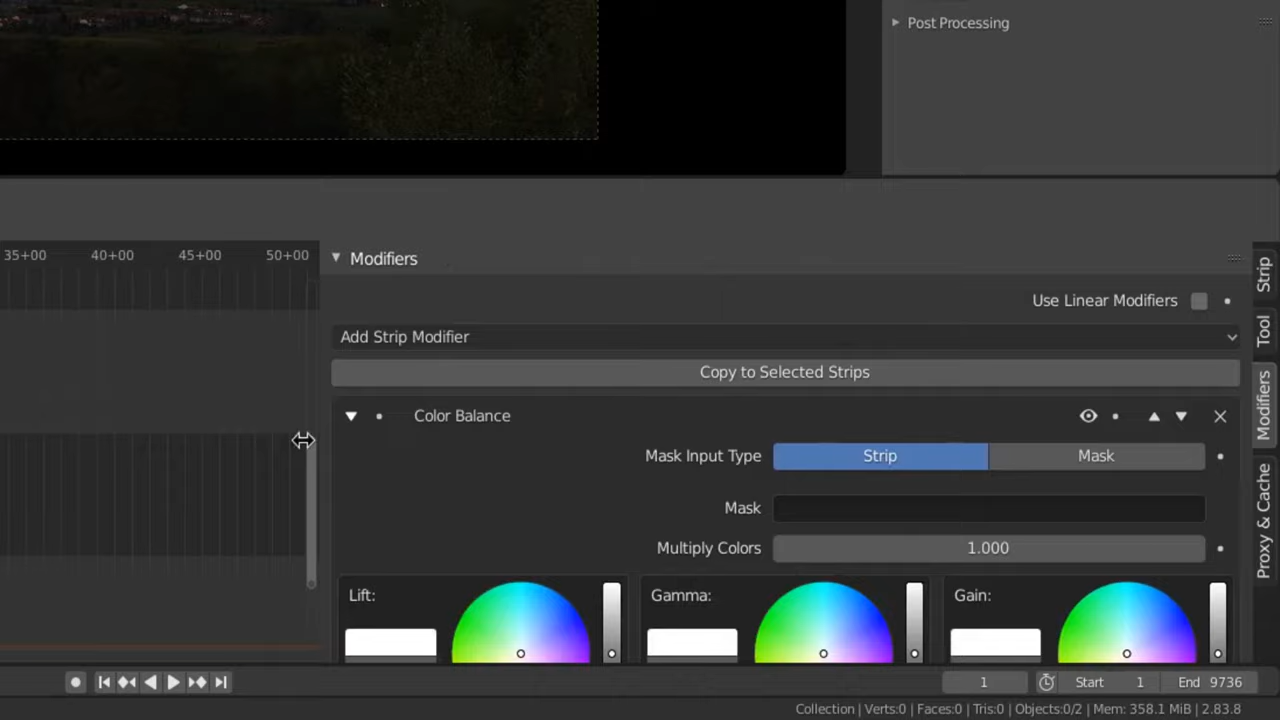 Post Processing
35+00 40+00 45+00 50+00
Modifiers
Use Linear Modifiers
Add Strip Modifier
Copy to Selected Strips
Color Balance
Mask Input Type Strip Mask
Mask
Multiply Colors 1.000
Lift: Gamma: Gain:
Strip
Tool
Modifiers
Proxy & Cache
1 Start 1 End 9736
Collection | Verts:0 | Faces:0 | Tris:0 | Objects:0/2 | Mem: 358.1 MiB | 2.83.8